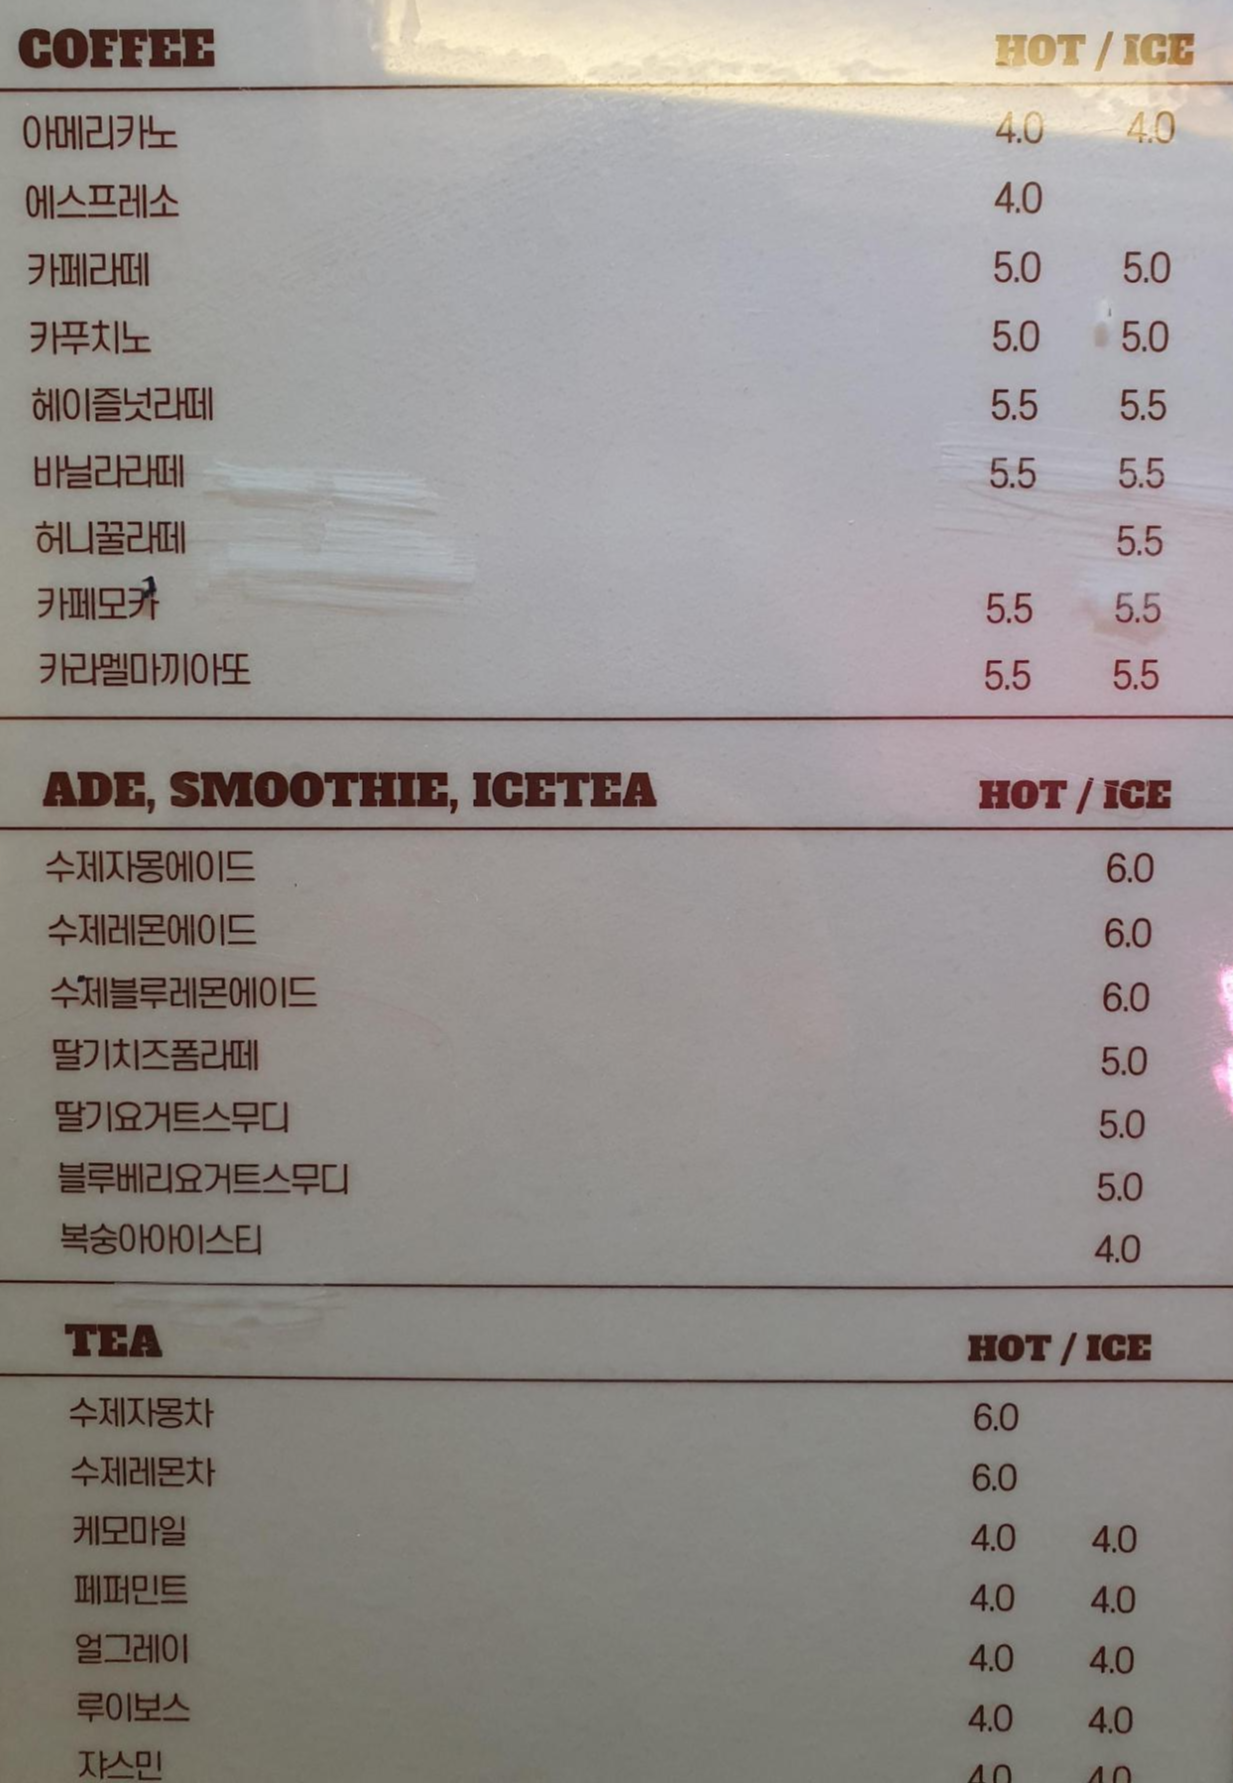 COFFEE HOT / ICE
아메리카노 4.0 4.0
에스프레소 4.0
카페라떼 5.0 5.0
카푸치노 5.0 5.0
헤이즐넛라떼 5.5 5.5
바닐라라떼 5.5 5.5
허니꿀라떼 5.5
카페모카 5.5 5.5
카라멜마끼아또 5.5 5.5
ADE, SMOOTHIE, ICETEA HOT / ICE
수제자몽에이드 6.0
수제레몬에이드 6.0
수제블루레몬에이드 6.0
딸기치즈폼라떼 5.0
딸기요거트스무디 5.0
블루베리요거트스무디 5.0
복숭아아이스티 4.0
TEA HOT / ICE
수제자몽차 6.0
수제레몬차 6.0
케모마일 4.0 4.0
페퍼민트 4.0 4.0
얼그레이 4.0 4.0
루이보스 4.0 4.0
쟈스민 4.0 4.0